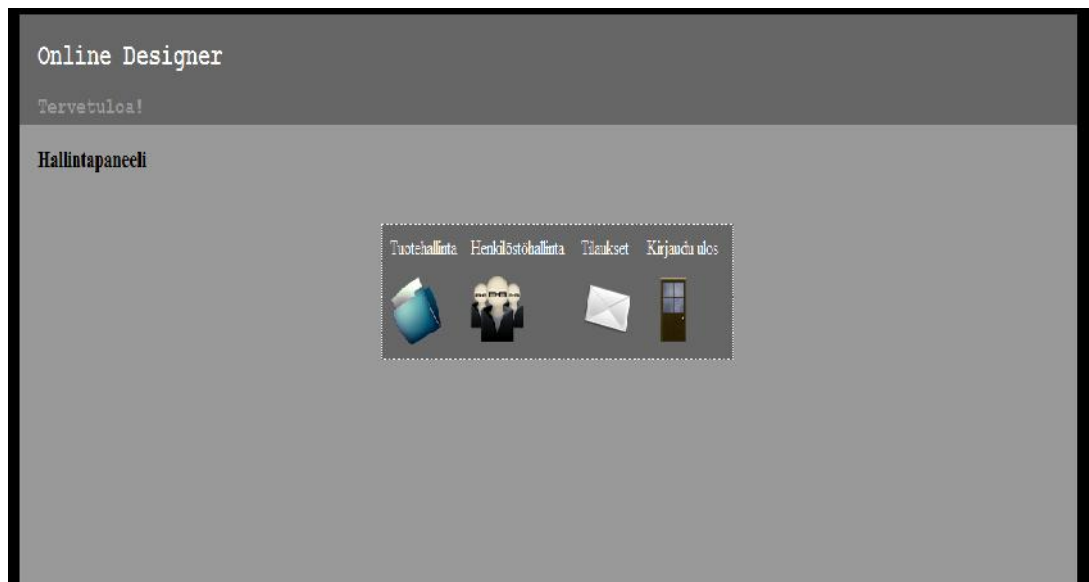 Online Designer
Tervetuloa!
Hallintapaneeli
Tuotehallinta Henkilöstöhallinta Tilaukset Kirjaudu ulos